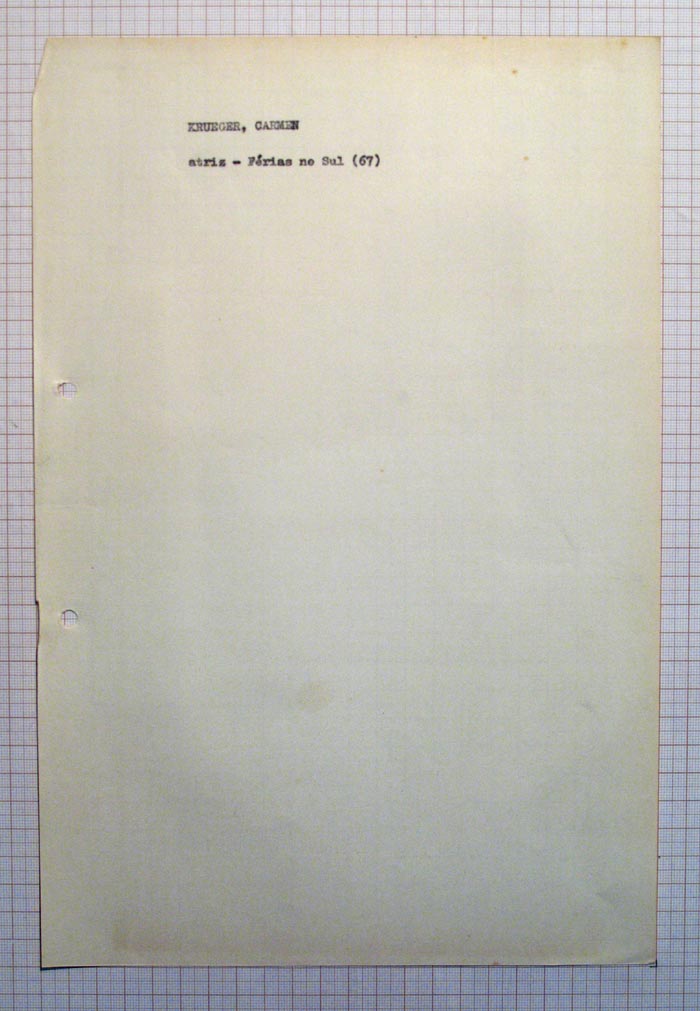 KRUEGER, CARMEN
atriz - Férias no Sul (67)